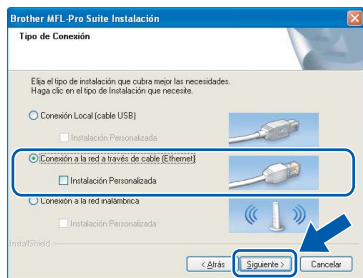 Brother MFL-Pro Suite Instalación
Tipo de Conexión
Elija el tipo de instalación que cubra mejor las necesidades.
Haga clic en el tipo de Instalación que necesite.
Conexión Local (cable USB)
Instalación Personalizada
Conexión a la red a través de cable (Ethernet)
Instalación Personalizada
Conexión a la red inalámbrica
Instalación Personalizada
InstallShield
< Atrás Siguiente > Cancelar